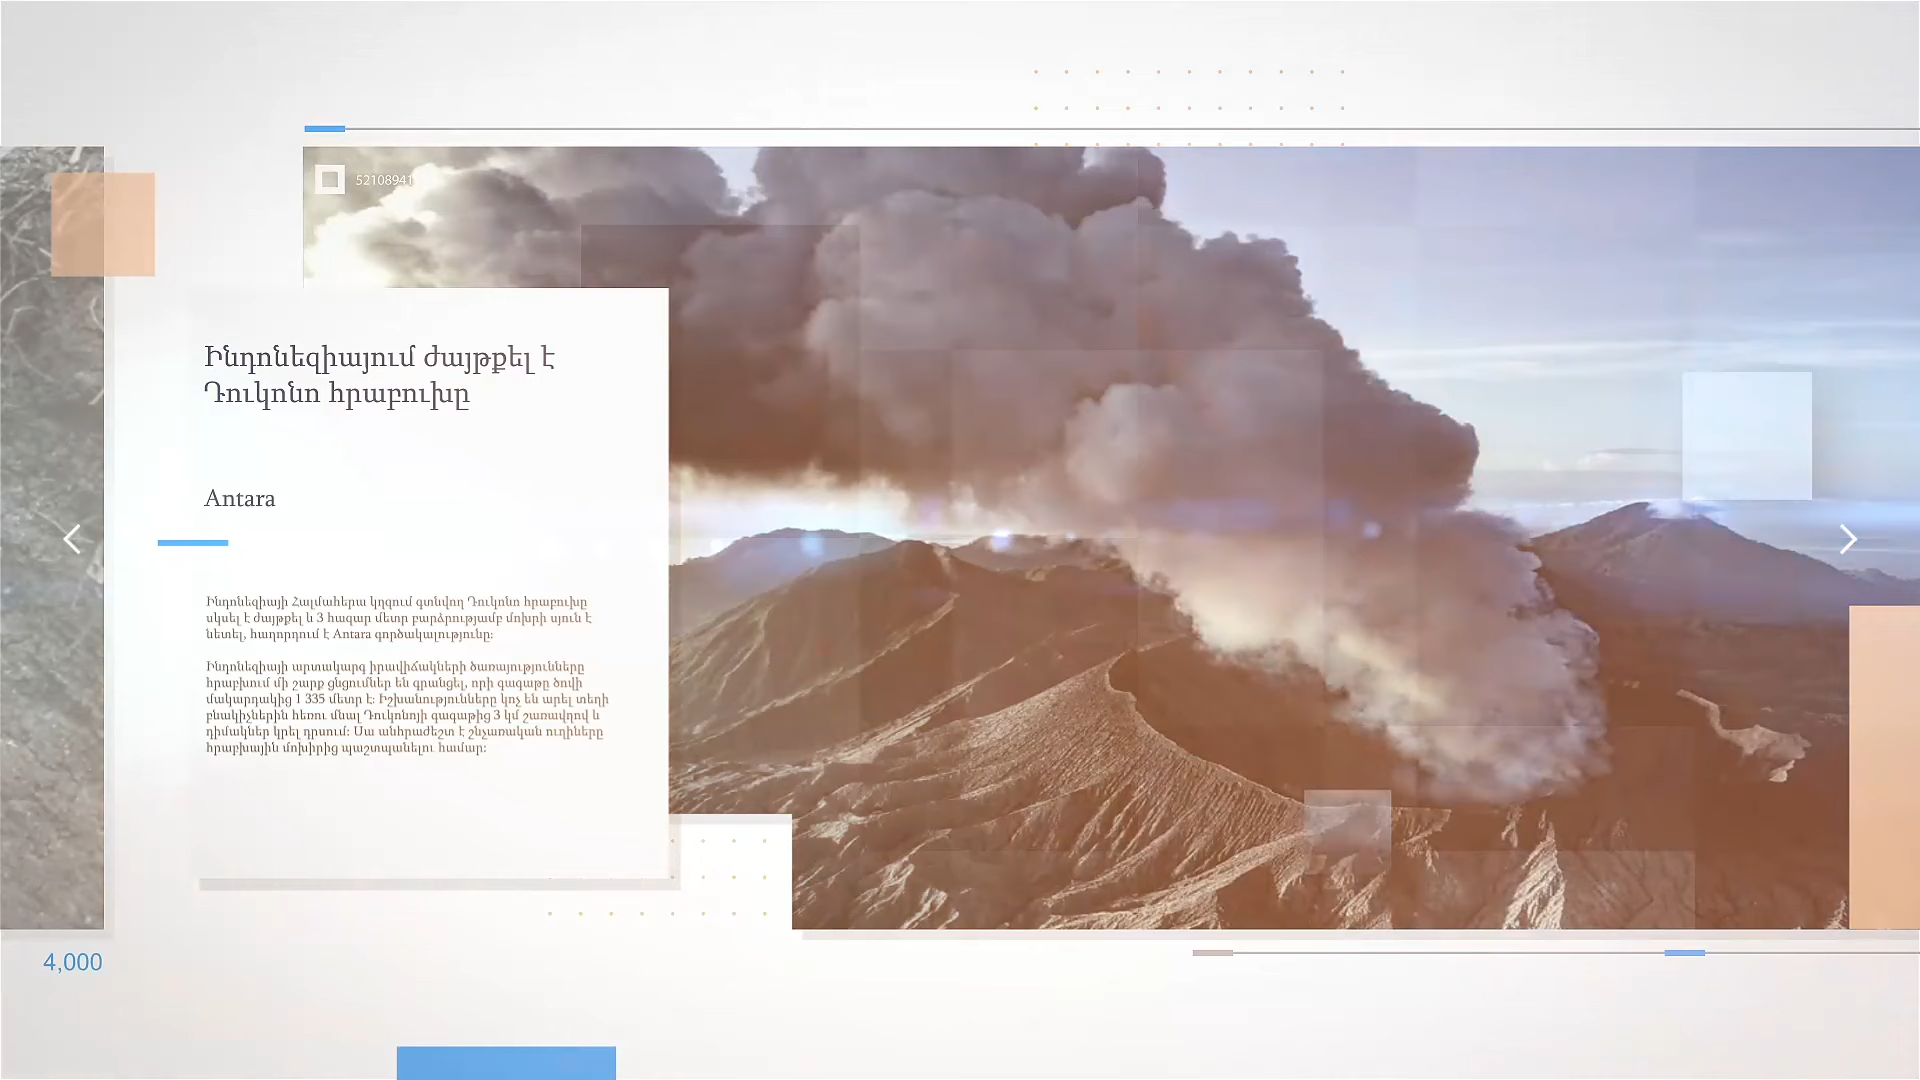 52108941
Ինդոնեզիայում ժայթքել է
Դուկոնո հրաբուխը
Antara
Ինդոնեզիայի Հալմահերա կղզում գտնվող Դուկոնո հրաբուխը
սկսել է ժայթքել և 3 հազար մետր բարձրությամբ մոխրի սյուն է
նետել, հաղորդում է Antara գործակալությունը:
Ինդոնեզիայի արտակարգ իրավիճակների ծառայությունները
հրաբխում մի շարք ցնցումներ են գրանցել, որի գագաթը ծովի
մակարդակից 1 335 մետր է: Իշխանությունները կոչ են արել տեղի
բնակիչներին հեռու մնալ Դուկոնոյի գագաթից 3 կմ շառավղով և
դիմակներ կրել դրսում: Սա անհրաժեշտ է շնչառական ուղիները
հրաբխային մոխիրից պաշտպանելու համար:
4,000